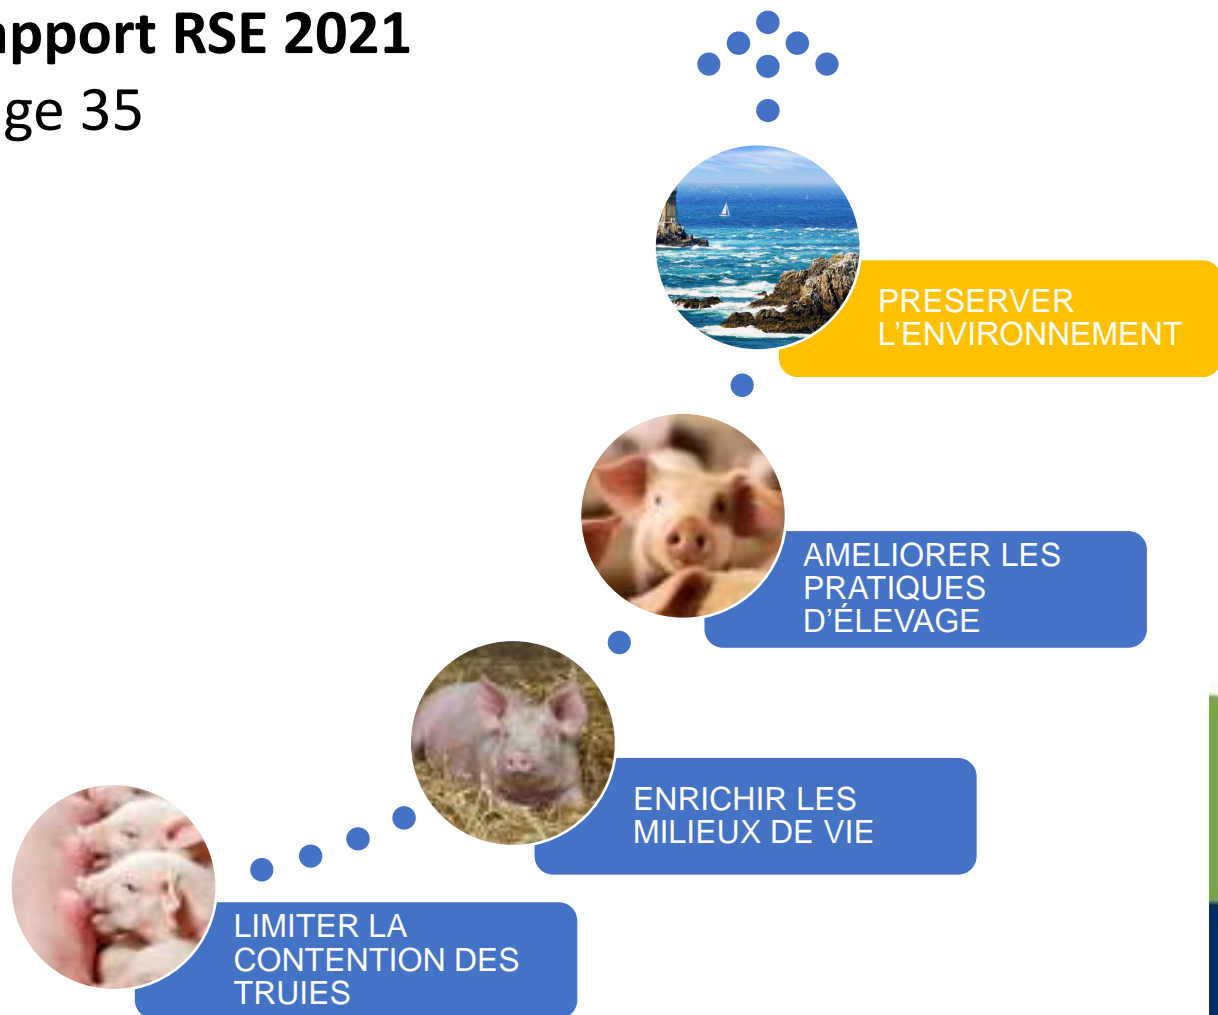 apport RSE 2021
ge 35
PRESERVER
L’ENVIRONNEMENT
AMELIORER LES
PRATIQUES
D’ÉLEVAGE
ENRICHIR LES
MILIEUX DE VIE
LIMITER LA
CONTENTION DES
TRUIES